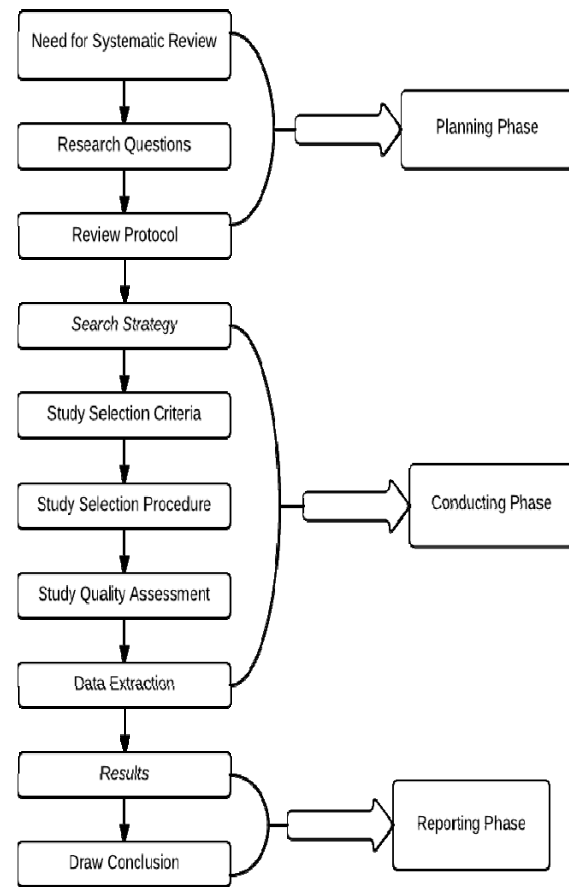 Need for Systematic Review
Research Questions
Planning Phase
Review Protocol
Search Strategy
Study Selection Criteria
Study Selection Procedure
Conducting Phase
Study Quality Assessment
Data Extraction
Results
Reporting Phase
Draw Conclusion